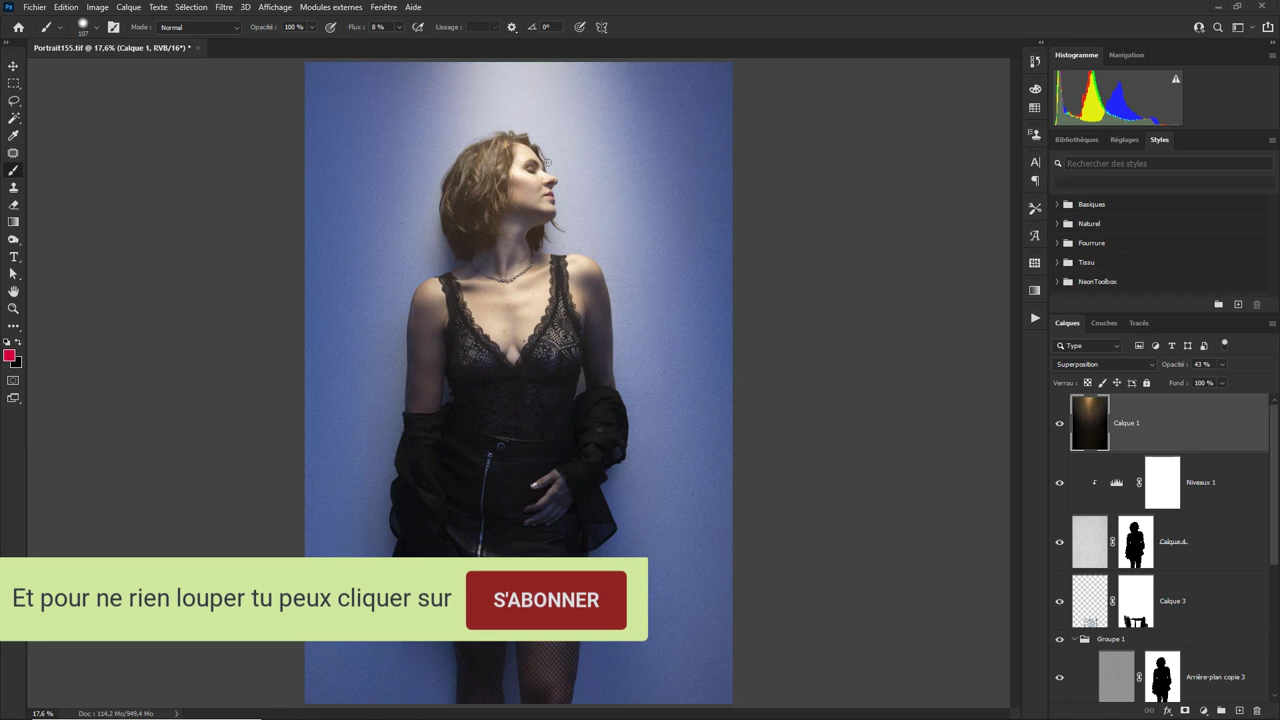 Ps Fichier Edition Image Calque Texte Sélection Filtre 3D Affichage Modules externes Fenêtre Aide
107 Mode : Normal Opacité : 100 % Flux : 8 % Lissage : 0°
Portrait155.tif @ 17,6% (Calque 1, RVB/16*) * ×
Histogramme Navigation
Bibliothèques Réglages Styles
Rechercher des styles
Basiques
Naturel
Fourrure
Tissu
NeonToolbox
Calques Couches Tracés
Type
Superposition Opacité : 43 %
Verrou : Fond : 100 %
Calque 1
Niveaux 1
Calque 4
Calque 3
Groupe 1
Arrière-plan copie 3
Et pour ne rien louper tu peux cliquer sur S'ABONNER
17,6 % Doc : 114,2 Mo/949,4 Mo